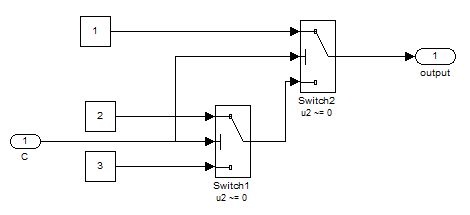 1
1
output
Switch2
u2 ~= 0
2
1
C
3
Switch1
u2 ~= 0